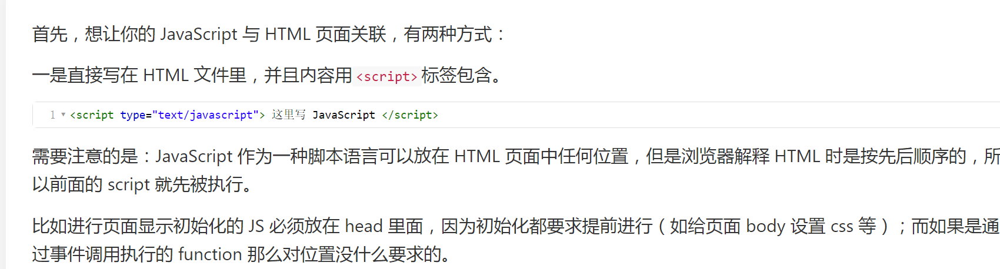 首先，想让你的 JavaScript 与 HTML 页面关联，有两种方式：
一是直接写在 HTML 文件里，并且内容用<script>标签包含。
1 <script type="text/javascript"> 这里写 JavaScript </script>
需要注意的是：JavaScript 作为一种脚本语言可以放在 HTML 页面中任何位置，但是浏览器解释 HTML 时是按先后顺序的，所
以前面的 script 就先被执行。
比如进行页面显示初始化的 JS 必须放在 head 里面，因为初始化都要求提前进行（如给页面 body 设置 css 等）；而如果是通
过事件调用执行的 function 那么对位置没什么要求的。